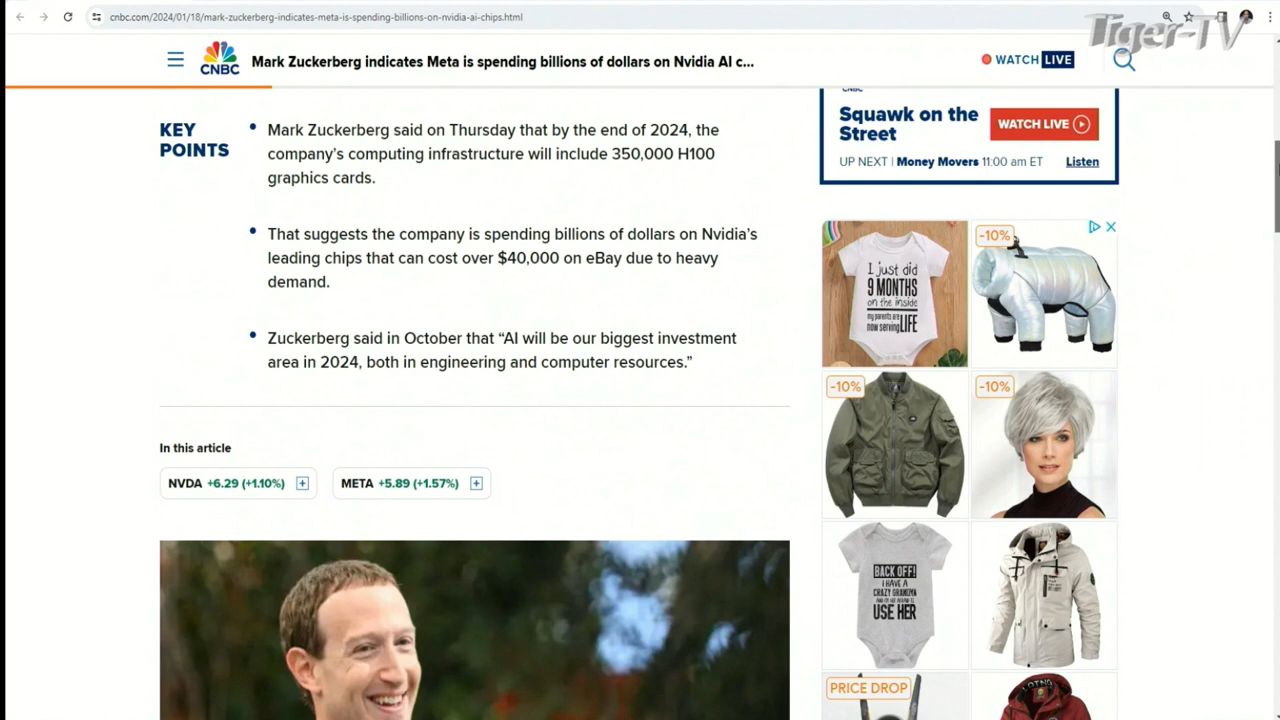 cnbc.com/2024/01/18/mark-zuckerberg-indicates-meta-is-spending-billions-on-nvidia-ai-chips.html
Tiger-TV
CNBC
Mark Zuckerberg indicates Meta is spending billions of dollars on Nvidia AI c...
WATCH LIVE
KEY
POINTS
Mark Zuckerberg said on Thursday that by the end of 2024, the
company's computing infrastructure will include 350,000 H100
graphics cards.
That suggests the company is spending billions of dollars on Nvidia's
leading chips that can cost over $40,000 on eBay due to heavy
demand.
Zuckerberg said in October that “AI will be our biggest investment
area in 2024, both in engineering and computer resources.”
In this article
NVDA +6.29 (+1.10%)
META +5.89 (+1.57%)
CNBC
Squawk on the
Street
WATCH LIVE
UP NEXT | Money Movers 11:00 am ET
Listen
I just did
9 MONTHS
on the inside
my parents are
now serving LIFE
-10%
-10%
-10%
BACK OFF!
I HAVE A
CRAZY GRANDMA
USE HER
PRICE DROP